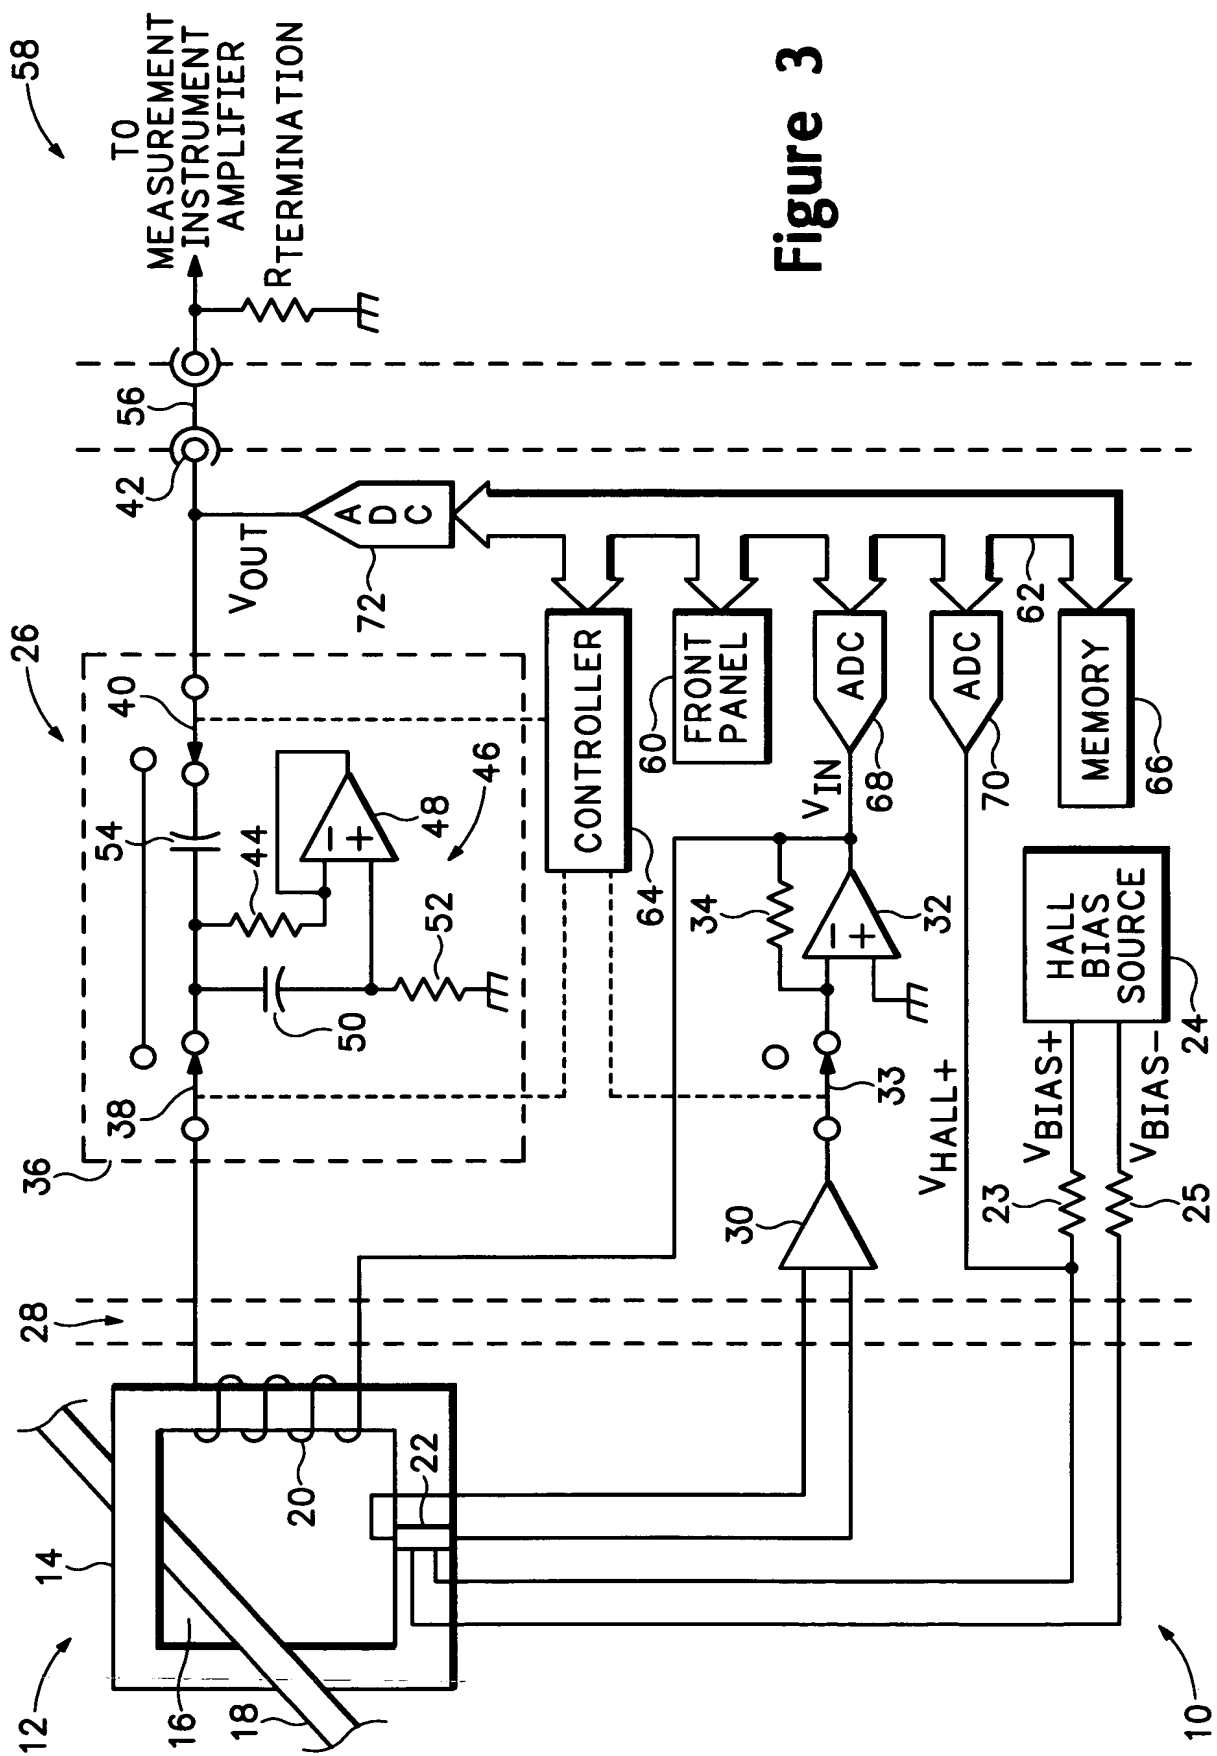 58
TO
MEASUREMENT
INSTRUMENT
AMPLIFIER
RTERMINATION
Figure 3
56
42
VOUT
A
D
C
72
26
40
54
44
48
46
50
52
38
36
CONTROLLER
64
FRONT
PANEL
60
ADC
68
VIN
ADC
70
62
MEMORY
66
34
−
+
32
33
−
+
30
VHALL+
HALL
BIAS
SOURCE
24
VBIAS+
VBIAS−
23
25
28
14
20
22
16
18
12
10